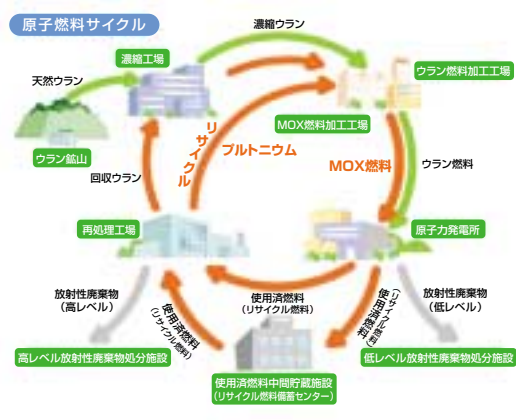 原子燃料サイクル
濃縮ウラン
濃縮工場
ウラン燃料加工工場
天然ウラン
MOX燃料加工工場
リサイクル
プルトニウム
ウラン鉱山
回収ウラン
MOX燃料
ウラン燃料
再処理工場
原子力発電所
放射性廃棄物
（高レベル）
使用済燃料
（リサイクル燃料）
使用済燃料
（リサイクル燃料）
使用済燃料
（リサイクル燃料）
放射性廃棄物
（低レベル）
高レベル放射性廃棄物処分施設
低レベル放射性廃棄物処分施設
使用済燃料中間貯蔵施設
（リサイクル燃料備蓄センター）